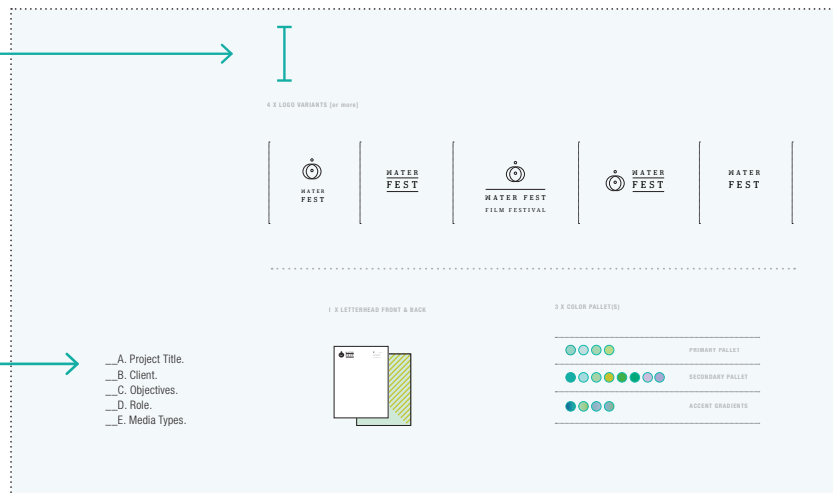 4 X LOGO VARIANTS [or more]
WATER
FEST
WATER
FEST
WATER FEST
FILM FESTIVAL
WATER
FEST
WATER
FEST
1 X LETTERHEAD FRONT & BACK
3 X COLOR PALLET(S)
PRIMARY PALLET
SECONDARY PALLET
ACCENT GRADIENTS
__A. Project Title.
__B. Client.
__C. Objectives.
__D. Role.
__E. Media Types.